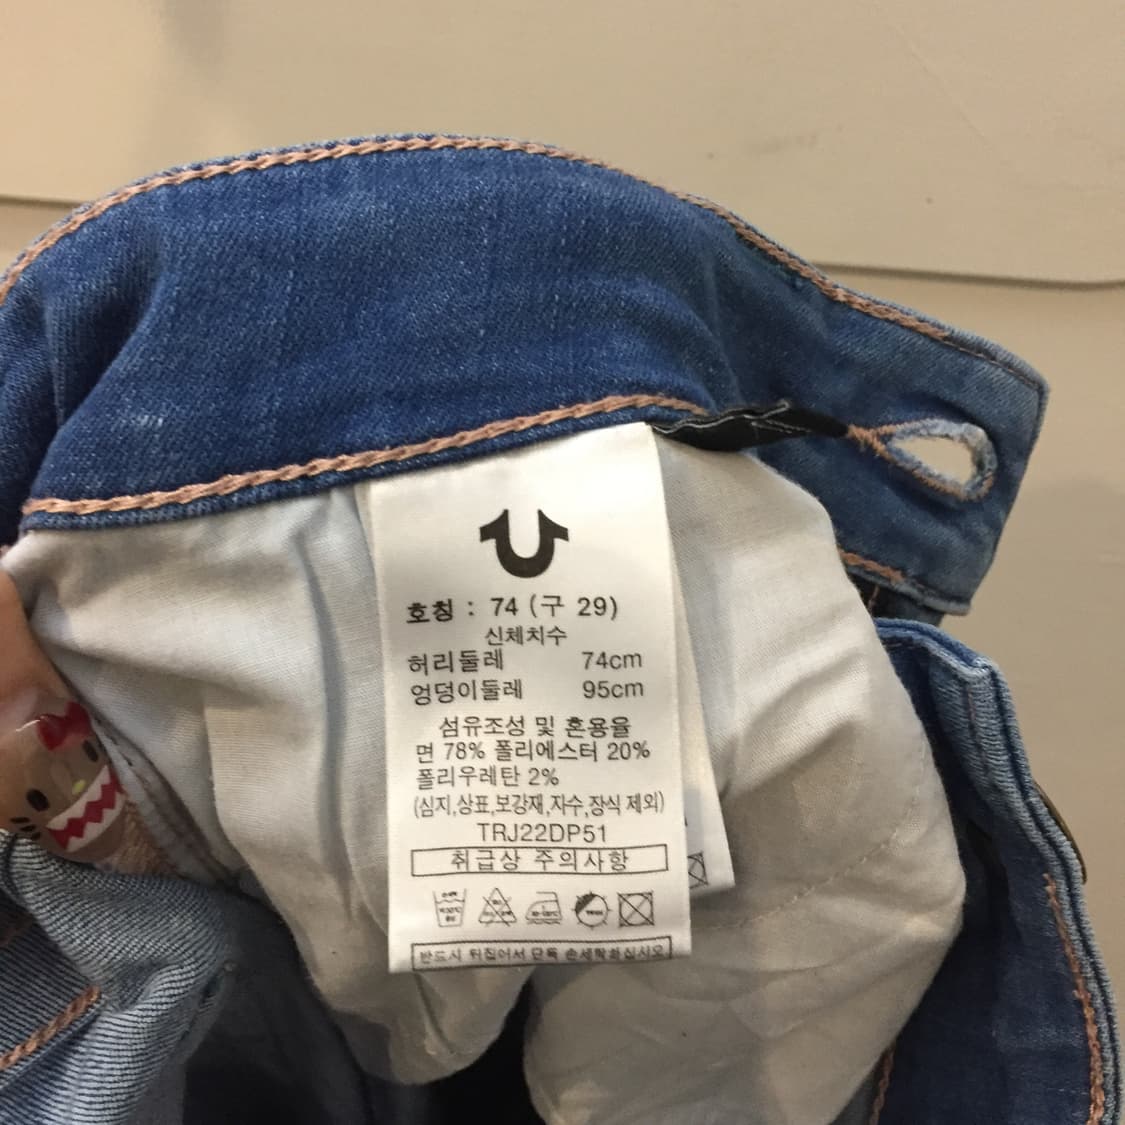 호칭 : 74 (구 29)
신체치수
허리둘레 74cm
엉덩이둘레 95cm
섬유조성 및 혼용율
면 78% 폴리에스터 20%
폴리우레탄 2%
(심지,상표,보강재,자수,장식 제외)
TRJ22DP51
취급상 주의사항
반드시 뒤집어서 단독 손세탁하십시오